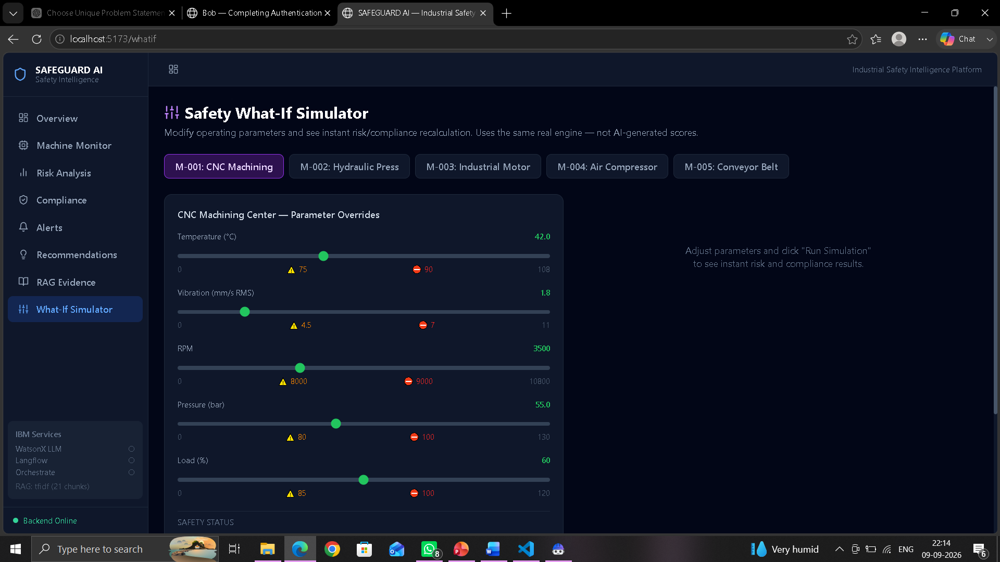 Choose Unique Problem Statemen
Bob — Completing Authentication
SAFEGUARD AI — Industrial Safety
localhost:5173/whatif
Chat
SAFEGUARD AI
Safety Intelligence
Industrial Safety Intelligence Platform
Overview
Machine Monitor
Risk Analysis
Compliance
Alerts
Recommendations
RAG Evidence
What-If Simulator
IBM Services
WatsonX LLM
Langflow
Orchestrate
RAG: tfidf (21 chunks)
Backend Online
Safety What-If Simulator
Modify operating parameters and see instant risk/compliance recalculation. Uses the same real engine — not AI-generated scores.
M-001: CNC Machining
M-002: Hydraulic Press
M-003: Industrial Motor
M-004: Air Compressor
M-005: Conveyor Belt
CNC Machining Center — Parameter Overrides
Temperature (°C) 42.0
0 ⚠ 75 ⛔ 90 108
Vibration (mm/s RMS) 1.8
0 ⚠ 4.5 ⛔ 7 11
RPM 3500
0 ⚠ 8000 ⛔ 9000 10800
Pressure (bar) 55.0
0 ⚠ 80 ⛔ 100 130
Load (%) 60
0 ⚠ 85 ⛔ 100 120
SAFETY STATUS
Adjust parameters and click "Run Simulation"
to see instant risk and compliance results.
Type here to search
8
Very humid
ENG
22:14
09-09-2026
6